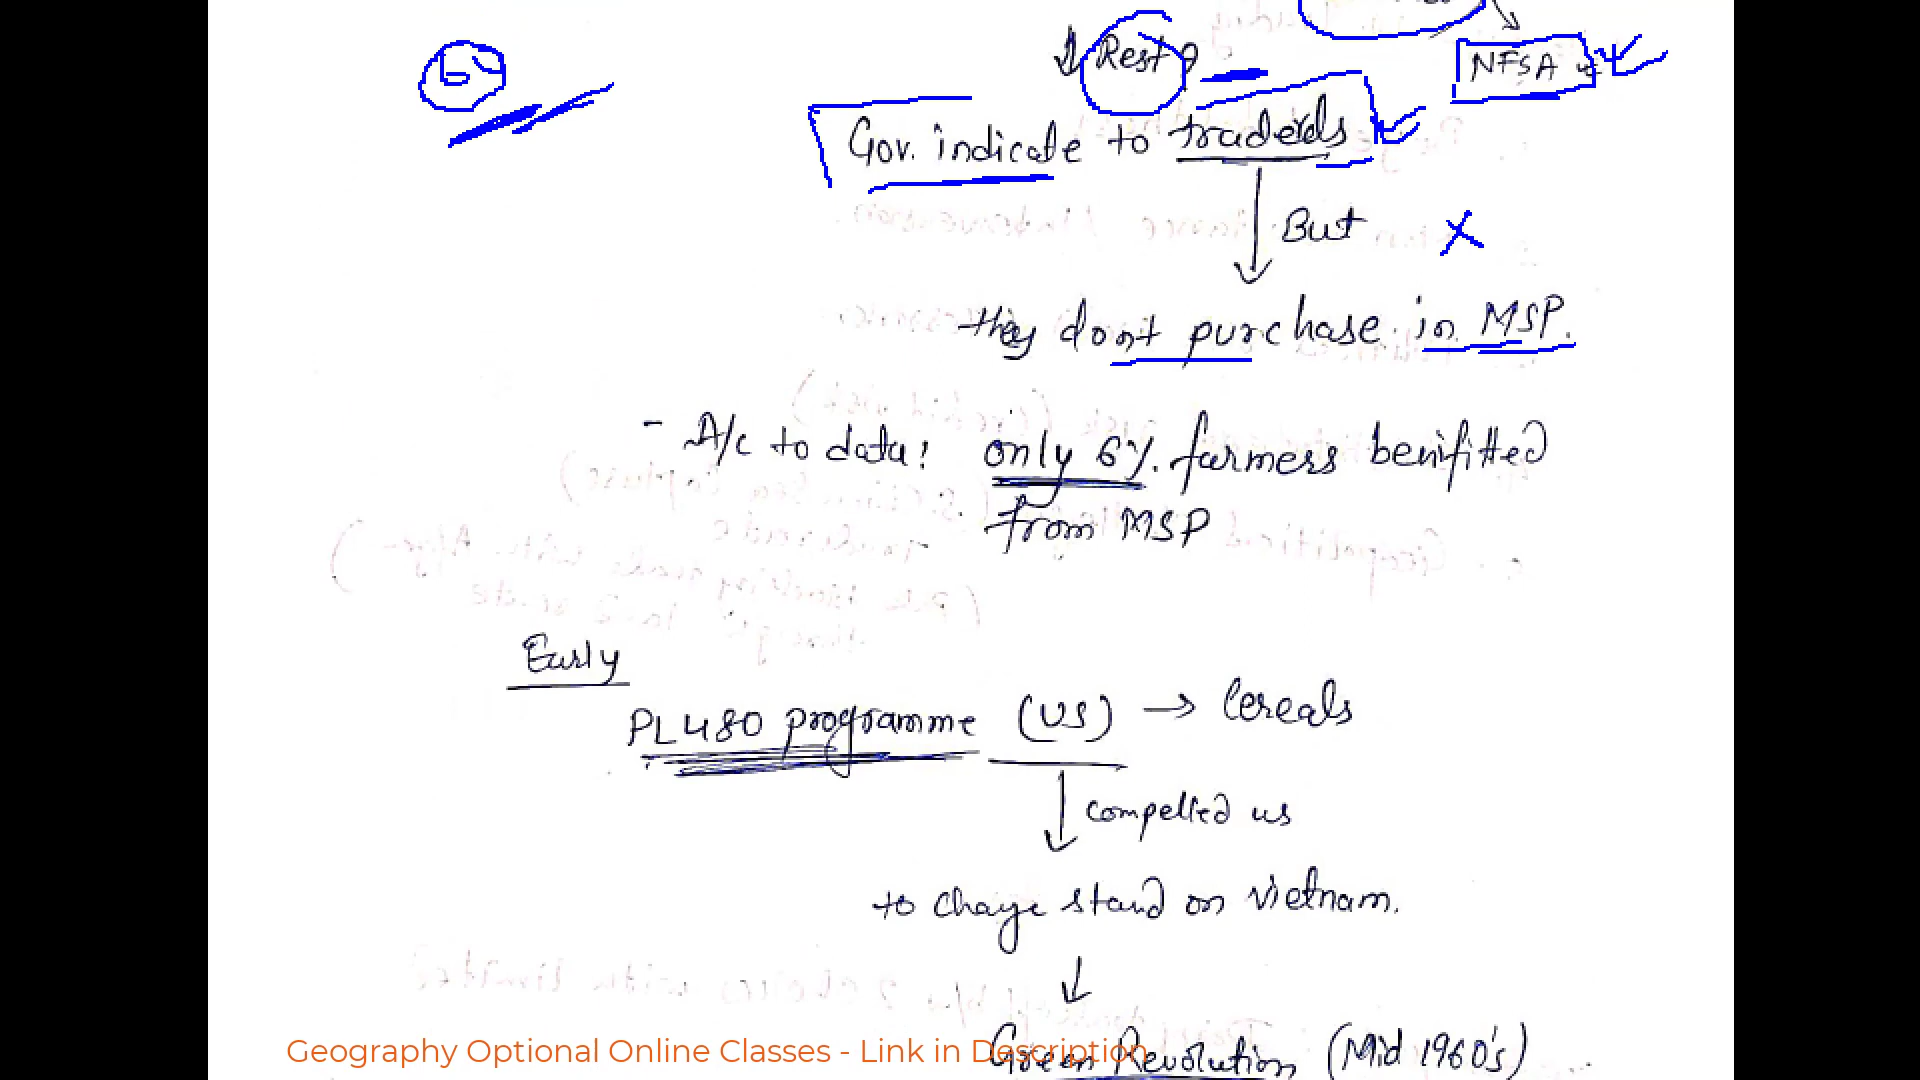 Rest ?
NFSA
Gov. indicate to traders
But X
they dont purchase in MSP.
- A/c to data: only 6% farmers benifitted
from MSP
Early
PL480 programme (US) → Cereals
compelled us
to change stand on Vietnam.
Green Revolution (Mid 1960's)
Geography Optional Online Classes - Link in Description